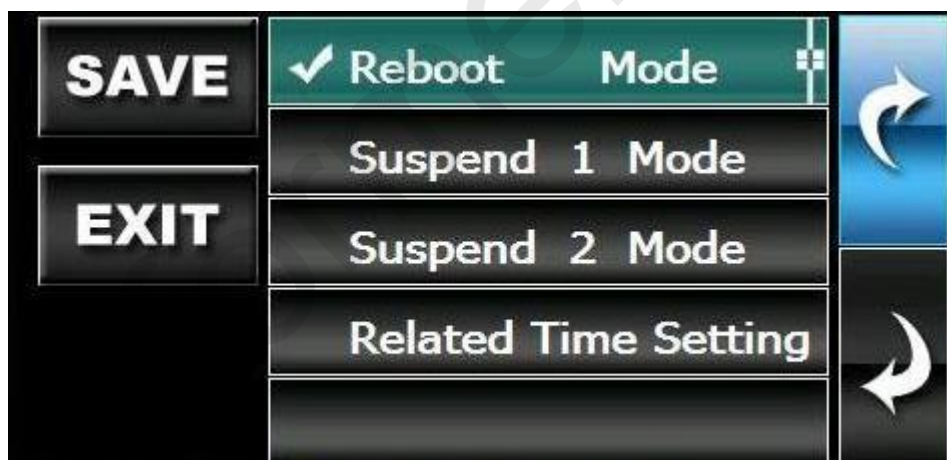 SAVE
EXIT
Reboot Mode
Suspend 1 Mode
Suspend 2 Mode
Related Time Setting